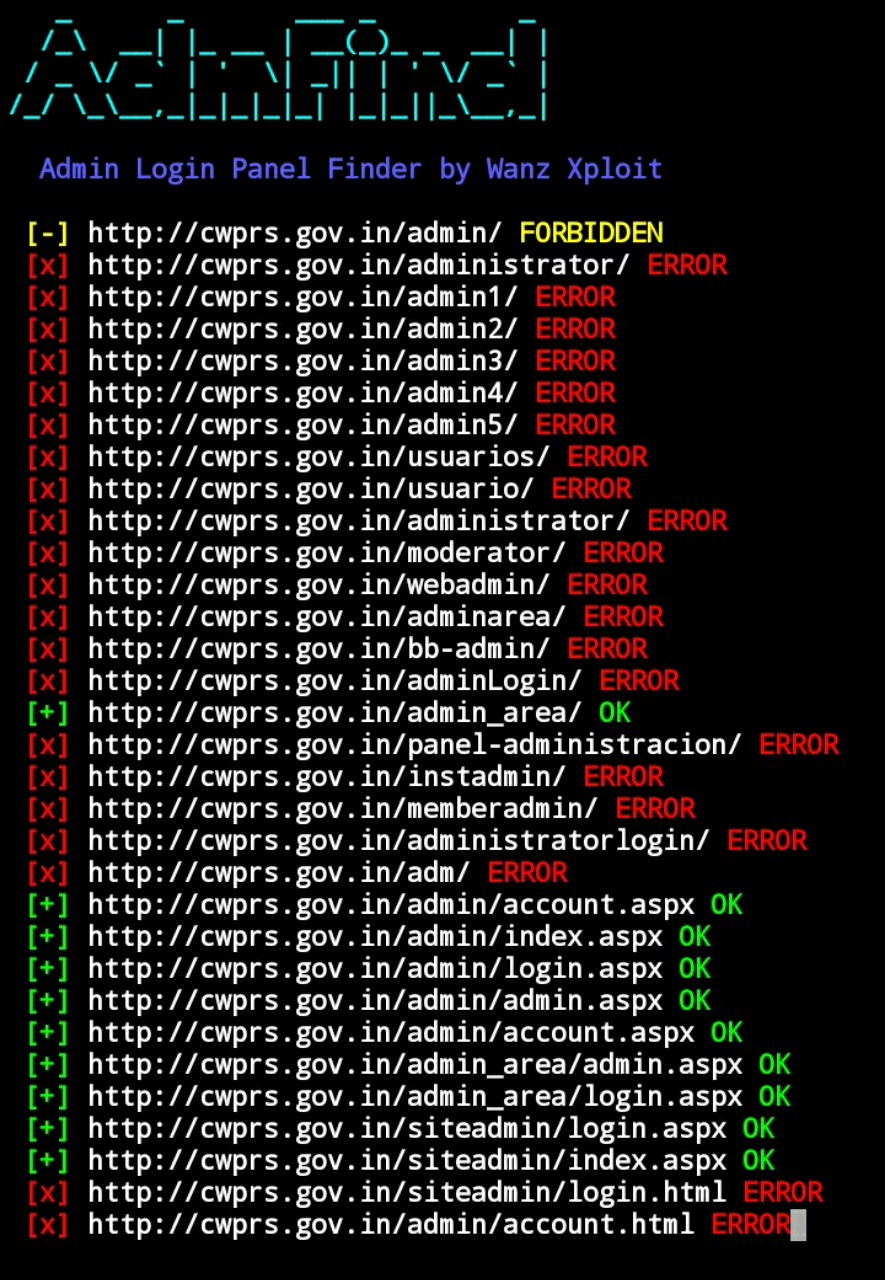 Admin Login Panel Finder by Wanz Xploit
[-] http://cwprs.gov.in/admin/ FORBIDDEN
[x] http://cwprs.gov.in/administrator/ ERROR
[x] http://cwprs.gov.in/admin1/ ERROR
[x] http://cwprs.gov.in/admin2/ ERROR
[x] http://cwprs.gov.in/admin3/ ERROR
[x] http://cwprs.gov.in/admin4/ ERROR
[x] http://cwprs.gov.in/admin5/ ERROR
[x] http://cwprs.gov.in/usuarios/ ERROR
[x] http://cwprs.gov.in/usuario/ ERROR
[x] http://cwprs.gov.in/administrator/ ERROR
[x] http://cwprs.gov.in/moderator/ ERROR
[x] http://cwprs.gov.in/webadmin/ ERROR
[x] http://cwprs.gov.in/adminarea/ ERROR
[x] http://cwprs.gov.in/bb-admin/ ERROR
[x] http://cwprs.gov.in/adminLogin/ ERROR
[+] http://cwprs.gov.in/admin_area/ OK
[x] http://cwprs.gov.in/panel-administracion/ ERROR
[x] http://cwprs.gov.in/instadmin/ ERROR
[x] http://cwprs.gov.in/memberadmin/ ERROR
[x] http://cwprs.gov.in/administratorlogin/ ERROR
[x] http://cwprs.gov.in/adm/ ERROR
[+] http://cwprs.gov.in/admin/account.aspx OK
[+] http://cwprs.gov.in/admin/index.aspx OK
[+] http://cwprs.gov.in/admin/login.aspx OK
[+] http://cwprs.gov.in/admin/admin.aspx OK
[+] http://cwprs.gov.in/admin/account.aspx OK
[+] http://cwprs.gov.in/admin_area/admin.aspx OK
[+] http://cwprs.gov.in/admin_area/login.aspx OK
[+] http://cwprs.gov.in/siteadmin/login.aspx OK
[+] http://cwprs.gov.in/siteadmin/index.aspx OK
[x] http://cwprs.gov.in/siteadmin/login.html ERROR
[x] http://cwprs.gov.in/admin/account.html ERROR